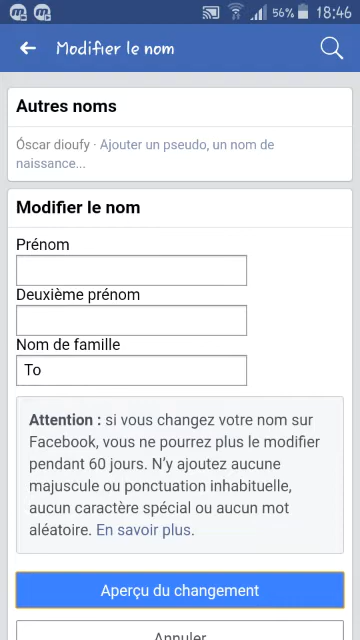 56% 18:46
Modifier le nom
Autres noms
Óscar dioufy · Ajouter un pseudo, un nom de
naissance...
Modifier le nom
Prénom
Deuxième prénom
Nom de famille
To
Attention : si vous changez votre nom sur
Facebook, vous ne pourrez plus le modifier
pendant 60 jours. N’y ajoutez aucune
majuscule ou ponctuation inhabituelle,
aucun caractère spécial ou aucun mot
aléatoire. En savoir plus.
Aperçu du changement
Annuler